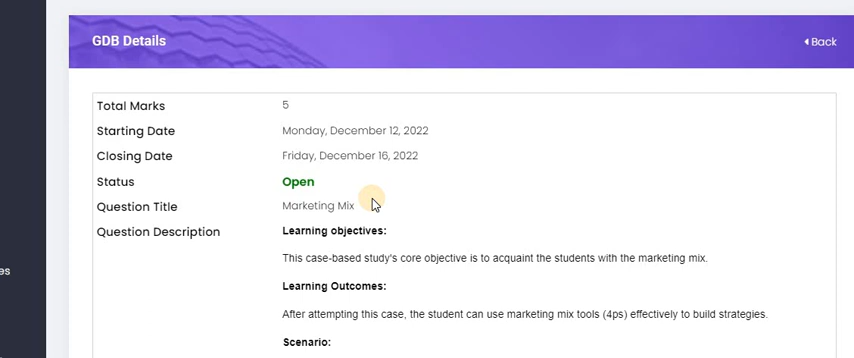 GDB Details
Back
Total Marks 5
Starting Date Monday, December 12, 2022
Closing Date Friday, December 16, 2022
Status Open
Question Title Marketing Mix
Question Description Learning objectives:
This case-based study's core objective is to acquaint the students with the marketing mix.
Learning Outcomes:
After attempting this case, the student can use marketing mix tools (4ps) effectively to build strategies.
es
Scenario: